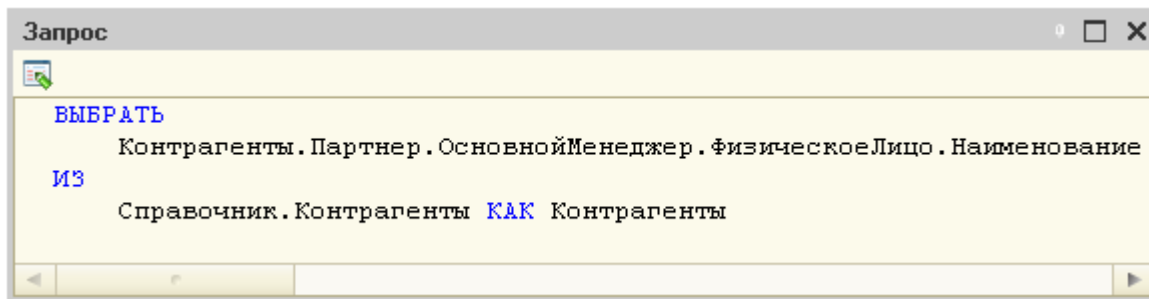 Запрос
ВЫБРАТЬ
Контрагенты.Партнер.ОсновнойМенеджер.ФизическоеЛицо.Наименование
ИЗ
Справочник.Контрагенты КАК Контрагенты